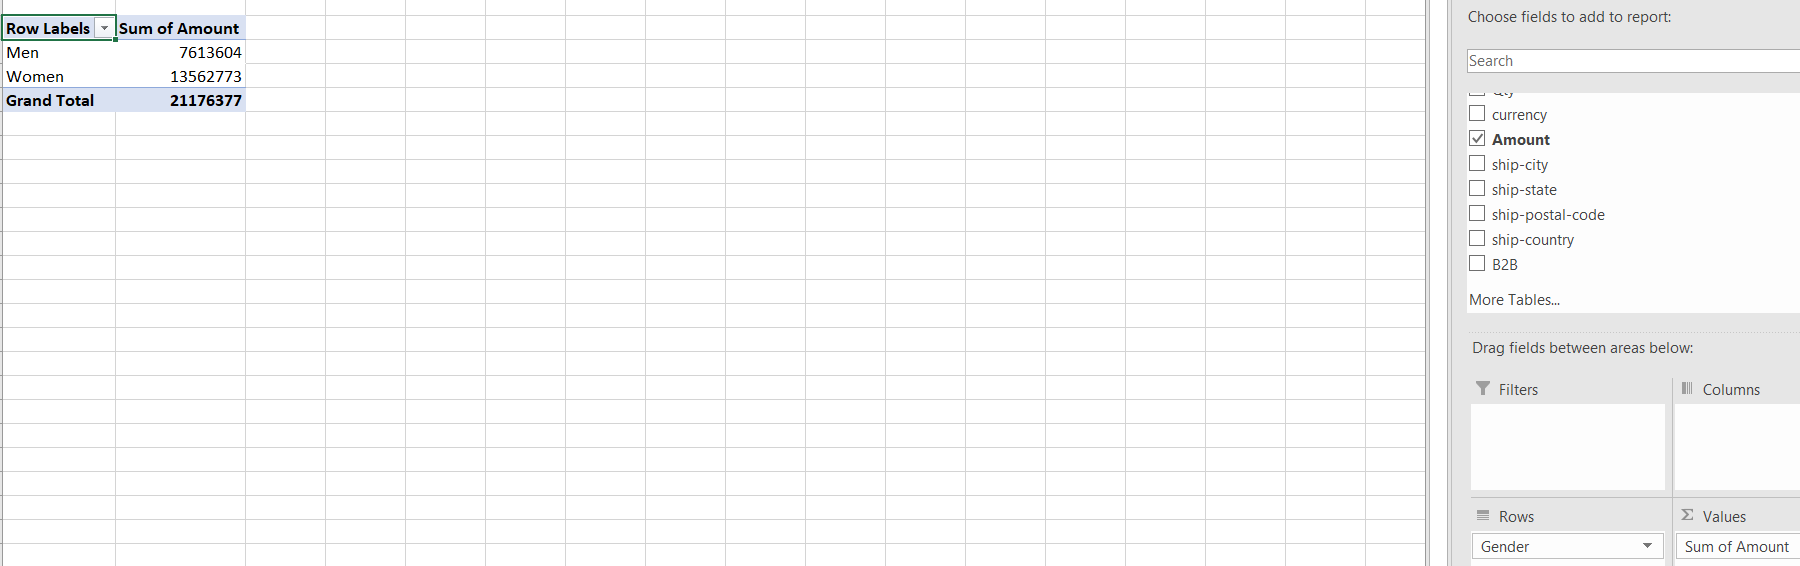 Row Labels Sum of Amount
Men 7613604
Women 13562773
Grand Total 21176377
Choose fields to add to report:
Search
Qty
currency
Amount
ship-city
ship-state
ship-postal-code
ship-country
B2B
More Tables...
Drag fields between areas below:
Filters Columns
Rows Σ Values
Gender Sum of Amount